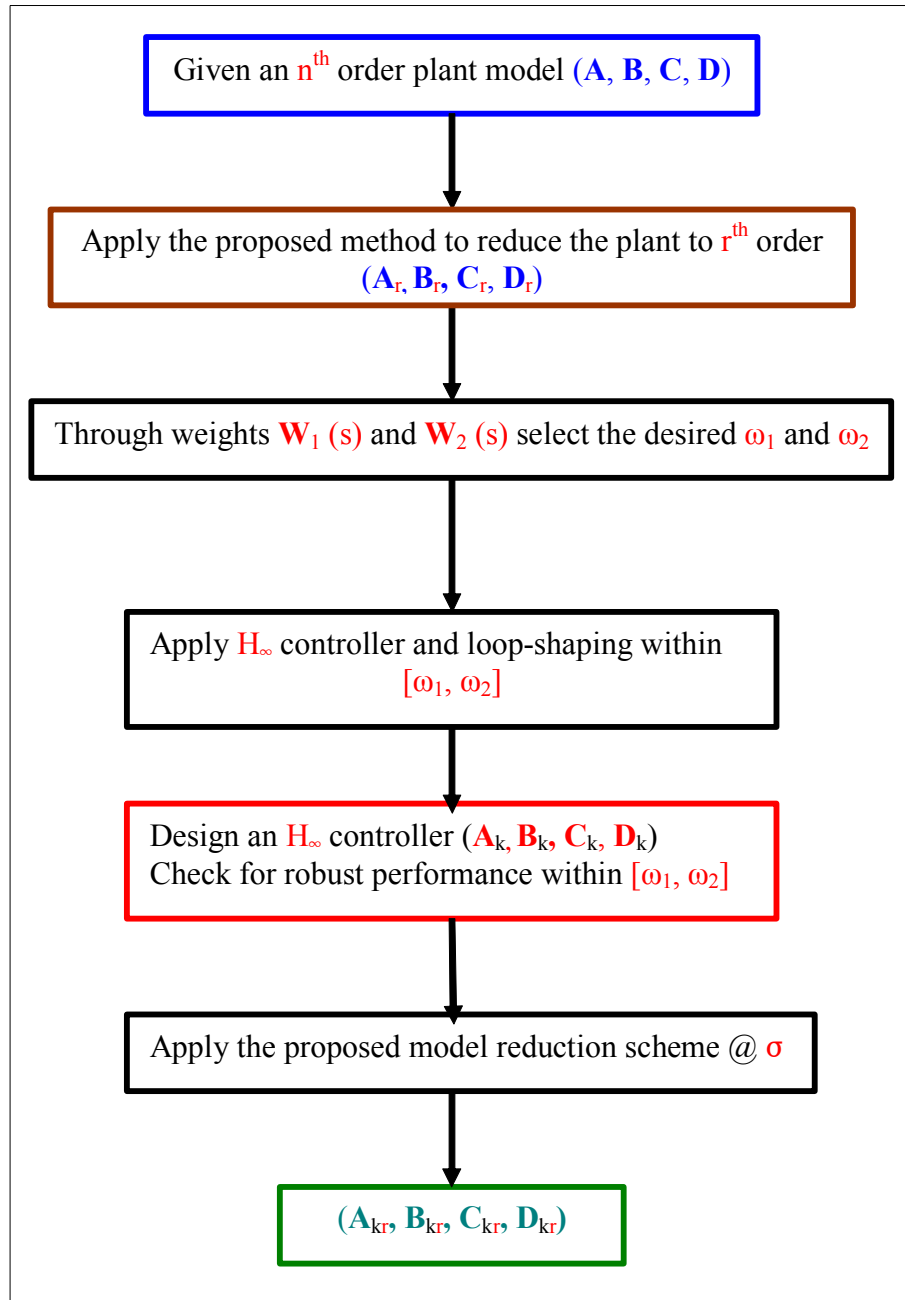 Given an nᵗʰ order plant model (A, B, C, D)
Apply the proposed method to reduce the plant to rᵗʰ order
(Aᵣ, Bᵣ, Cᵣ, Dᵣ)
Through weights W₁ (s) and W₂ (s) select the desired ω₁ and ω₂
Apply H∞ controller and loop-shaping within
[ω₁, ω₂]
Design an H∞ controller (Aₖ, Bₖ, Cₖ, Dₖ)
Check for robust performance within [ω₁, ω₂]
Apply the proposed model reduction scheme @ σ
(Aₖᵣ, Bₖᵣ, Cₖᵣ, Dₖᵣ)